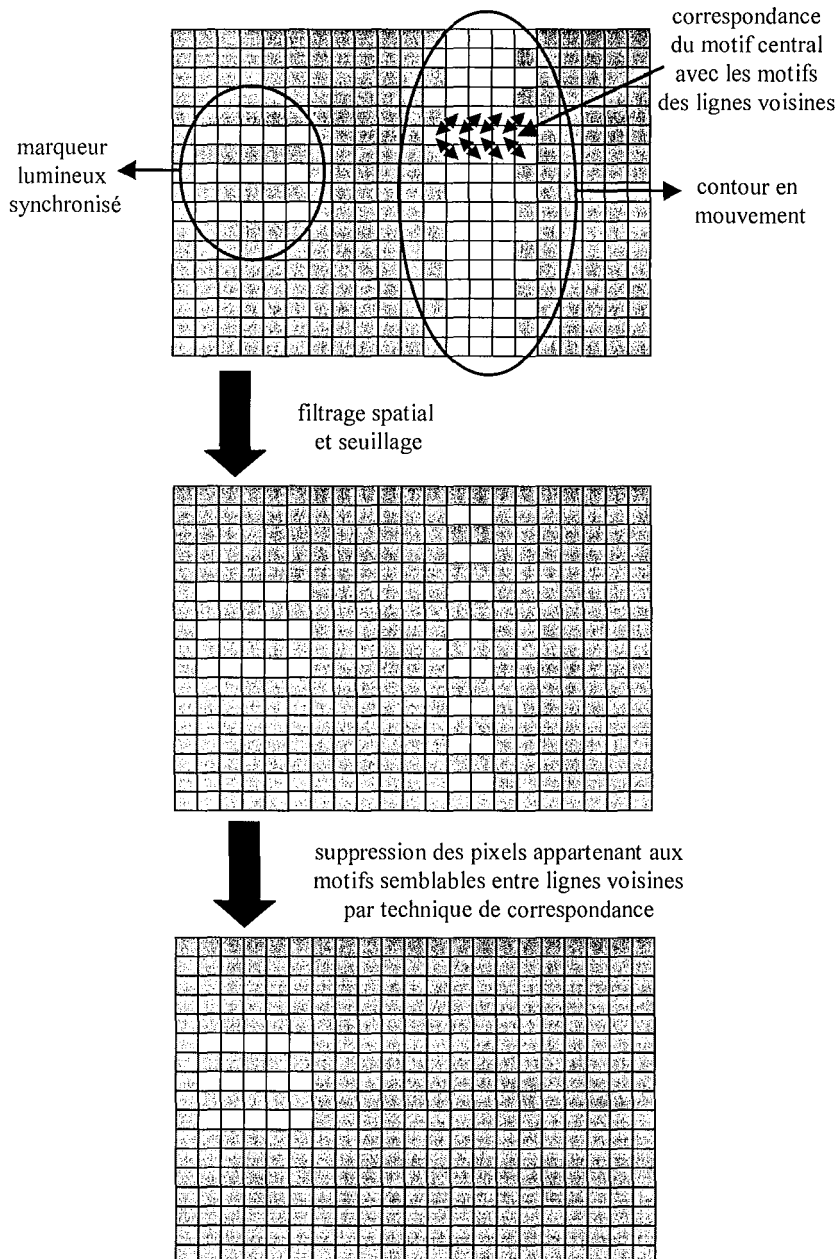 correspondance
du motif central
avec les motifs
des lignes voisines
marqueur
lumineux
synchronisé
contour en
mouvement
filtrage spatial
et seuillage
suppression des pixels appartenant aux
motifs semblables entre lignes voisines
par technique de correspondance